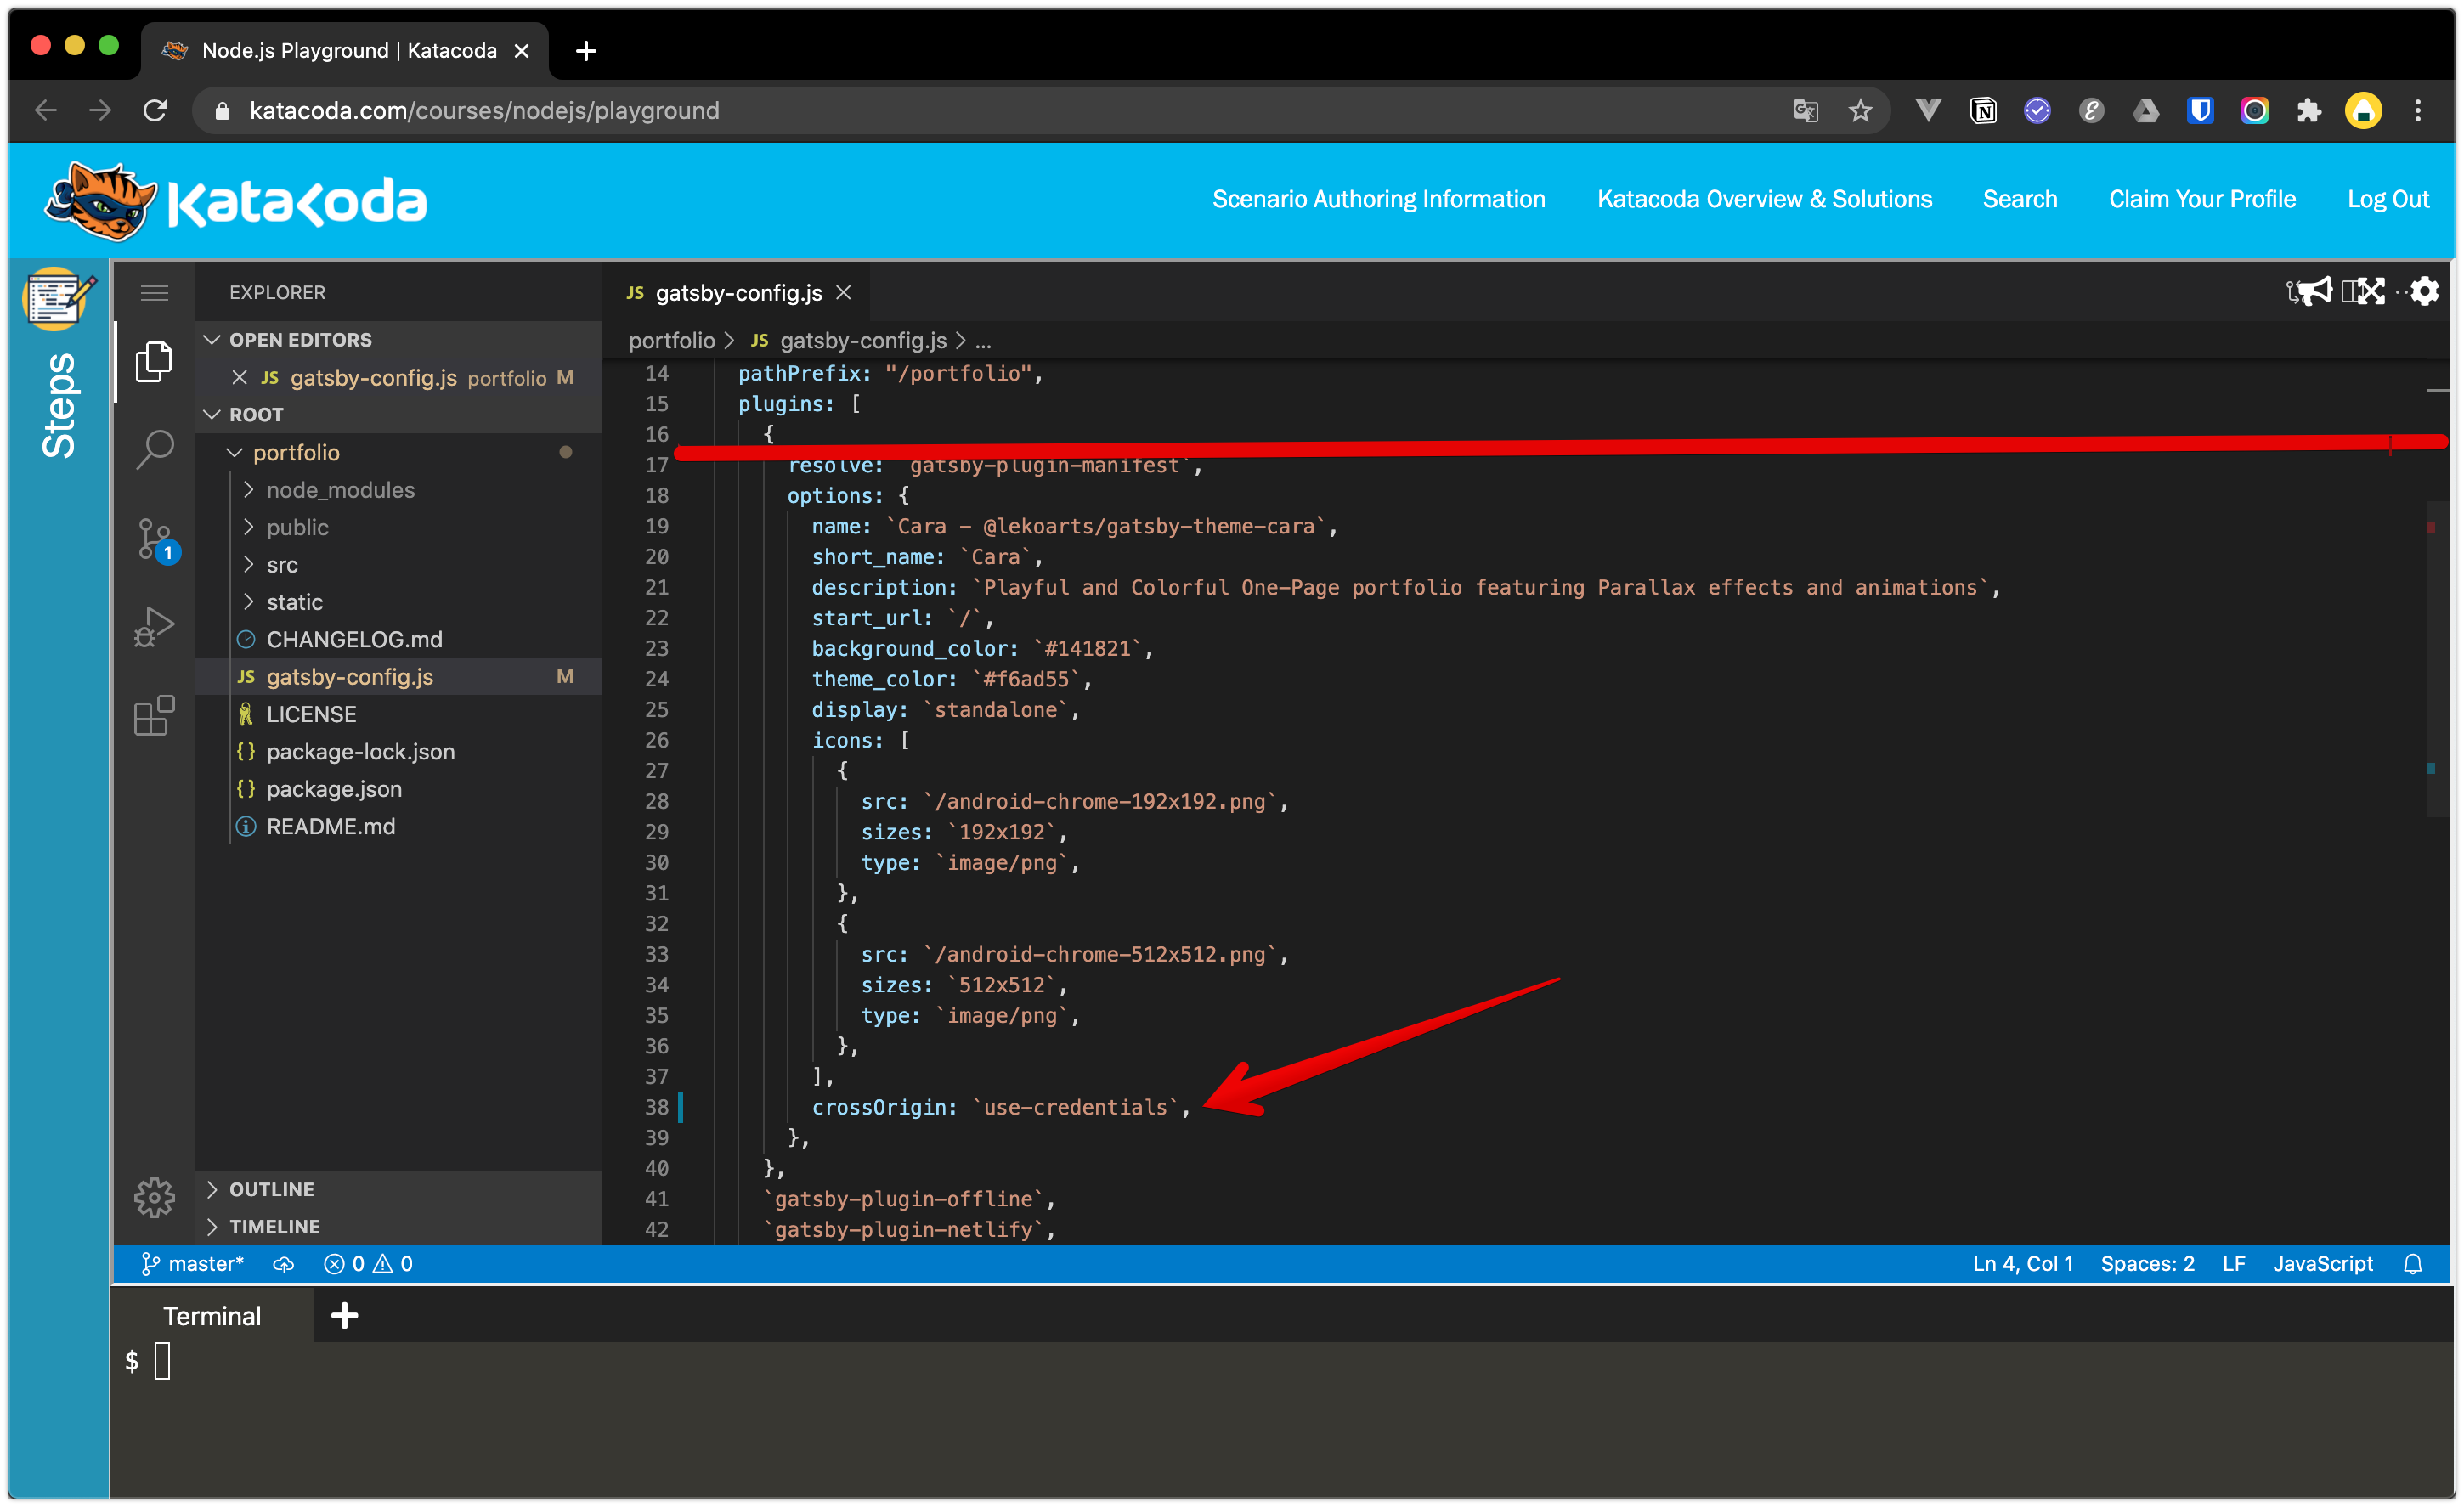 Node.js Playground | Katacoda
katacoda.com/courses/nodejs/playground
Katacoda
Scenario Authoring Information
Katacoda Overview & Solutions
Search
Claim Your Profile
Log Out
Steps
EXPLORER
OPEN EDITORS
JS gatsby-config.js portfolio M
ROOT
portfolio
node_modules
public
src
static
CHANGELOG.md
JS gatsby-config.js M
LICENSE
{} package-lock.json
{} package.json
README.md
OUTLINE
TIMELINE
1
JS gatsby-config.js
portfolio > JS gatsby-config.js > ...
14 pathPrefix: "/portfolio",
15 plugins: [
16 {
17 resolve: `gatsby-plugin-manifest`,
18 options: {
19 name: `Cara - @lekoarts/gatsby-theme-cara`,
20 short_name: `Cara`,
21 description: `Playful and Colorful One-Page portfolio featuring Parallax effects and animations`,
22 start_url: `/`,
23 background_color: `#141821`,
24 theme_color: `#f6ad55`,
25 display: `standalone`,
26 icons: [
27 {
28 src: `/android-chrome-192x192.png`,
29 sizes: `192x192`,
30 type: `image/png`,
31 },
32 {
33 src: `/android-chrome-512x512.png`,
34 sizes: `512x512`,
35 type: `image/png`,
36 },
37 ],
38 crossOrigin: `use-credentials`,
39 },
40 },
41 `gatsby-plugin-offline`,
42 `gatsby-plugin-netlify`,
master* 0 0
Ln 4, Col 1
Spaces: 2
LF
JavaScript
Terminal
$